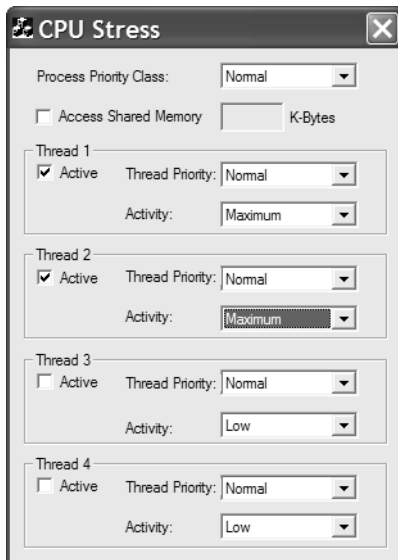 CPU Stress
Process Priority Class: Normal
Access Shared Memory K-Bytes
Thread 1
Active Thread Priority: Normal
Activity: Maximum
Thread 2
Active Thread Priority: Normal
Activity: Maximum
Thread 3
Active Thread Priority: Normal
Activity: Low
Thread 4
Active Thread Priority: Normal
Activity: Low